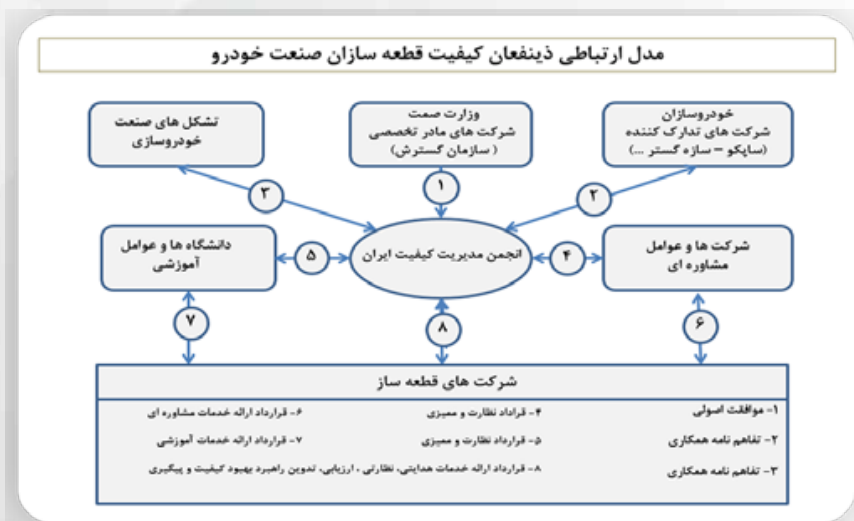 مدل ارتباطی ذینفعان کیفیت قطعه سازان صنعت خودرو
خودروسازان
شرکت های تدارک کننده
(ساپکو – سازه گستر ...)
وزارت صمت
شرکت های مادر تخصصی
( سازمان گسترش)
تشکل های صنعت
خودروسازی
۲
۱
۳
شرکت ها و عوامل
مشاوره ای
۴
انجمن مدیریت کیفیت ایران
۵
دانشگاه ها و عوامل
آموزشی
۶
۸
۷
شرکت های قطعه ساز
۱- موافقت اصولی
۲- تفاهم نامه همکاری
۳- تفاهم نامه همکاری
۴- قراداد نظارت و ممیزی
۵- قرارداد نظارت و ممیزی
۶- قرارداد ارائه خدمات مشاوره ای
۷- قرارداد ارائه خدمات آموزشی
۸- قرارداد ارائه خدمات هدایتی، نظارتی ، ارزیابی، تدوین راهبرد بهبود کیفیت و پیگیری